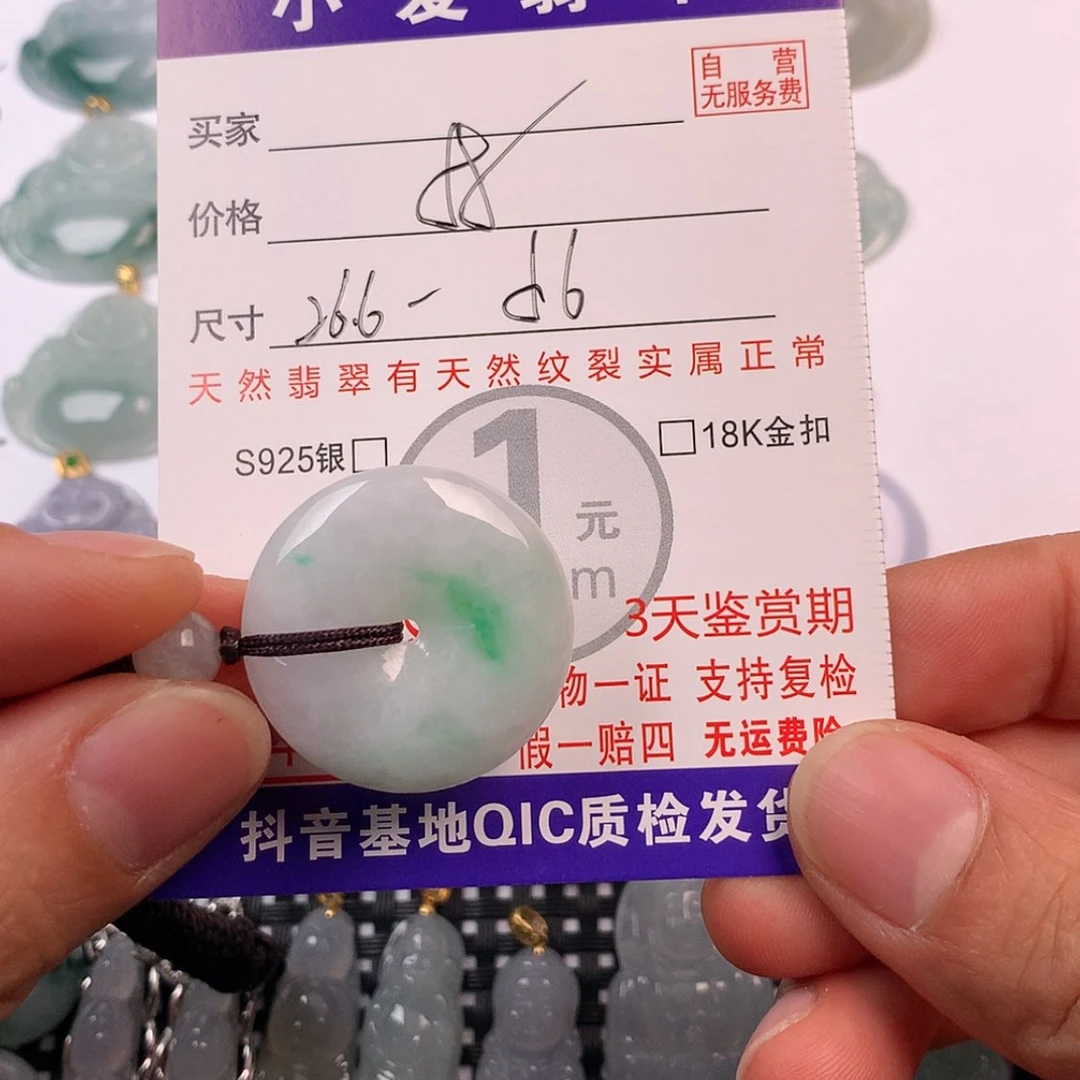 自营
无服务费
买家
价格 88
尺寸 26.6 - 86
天然翡翠有天然纹裂实属正常
S925银□ □18K金扣
1元
m
3天鉴赏期
物一证 支持复检
假一赔四 无运费险
抖音基地QIC质检发货